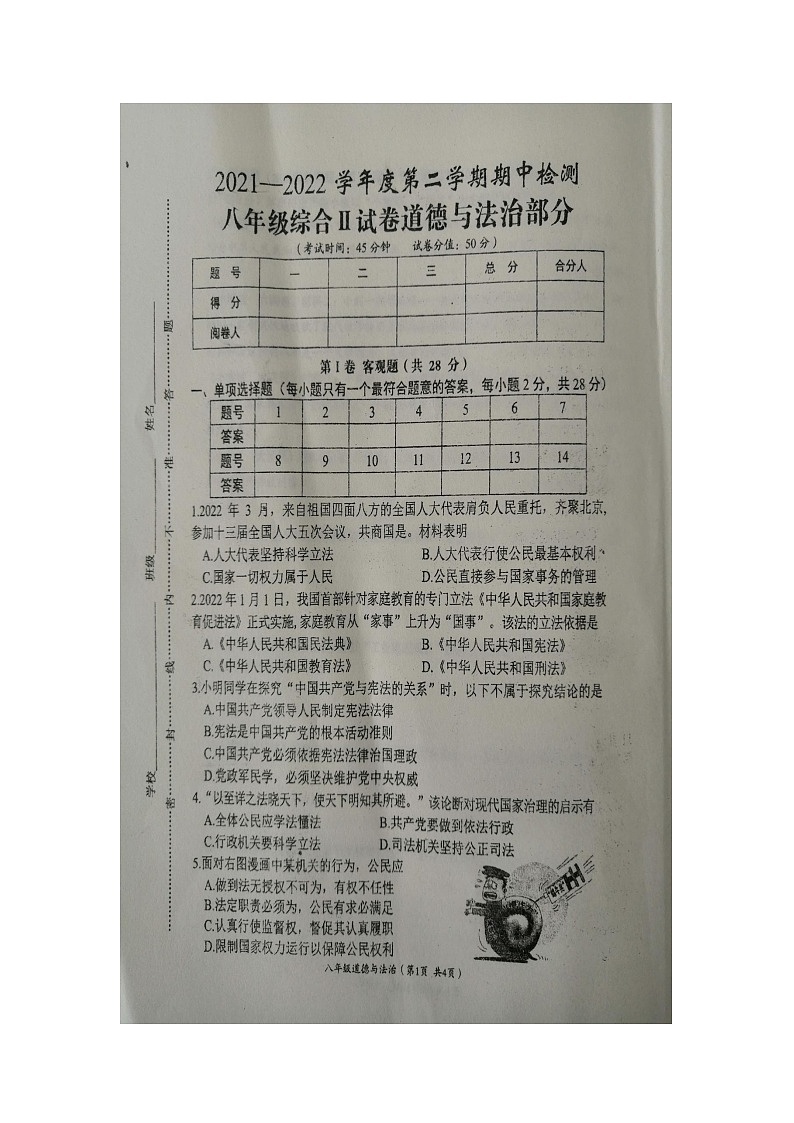 2021—2022 学年度第二学期期中检测
八年级综合Ⅱ试卷道德与法治部分
(考试时间：45分钟 试卷分值：50分)
题 号 一 二 三 总 分 合分人
得 分
阅卷人
第Ⅰ卷 客观题(共 28 分)
一、单项选择题（每小题只有一个最符合题意的答案，每小题2分，共28分）
题号 1 2 3 4 5 6 7
答案
题号 8 9 10 11 12 13 14
答案
1.2022 年 3 月，来自祖国四面八方的全国人大代表肩负人民重托，齐聚北京,
参加十三届全国人大五次会议，共商国是。材料表明
A.人大代表坚持科学立法 B.人大代表行使公民最基本权利
C.国家一切权力属于人民 D.公民直接参与国家事务的管理
2.2022年1月1日，我国首部针对家庭教育的专门立法《中华人民共和国家庭教
育促进法》正式实施,家庭教育从“家事”上升为“国事”。该法的立法依据是
A.《中华人民共和国民法典》 B.《中华人民共和国宪法》
C.《中华人民共和国教育法》 D.《中华人民共和国刑法》
3.小明同学在探究“中国共产党与宪法的关系”时，以下不属于探究结论的是
A.中国共产党领导人民制定宪法法律
B.宪法是中国共产党的根本活动准则
C.中国共产党必须依据宪法法律治国理政
D.党政军民学，必须坚决维护党中央权威
4.“以至详之法晓天下，使天下明知其所避。”该论断对现代国家治理的启示有
A.全体公民应学法懂法 B.共产党要做到依法行政
C.行政机关要科学立法 D.司法机关坚持公正司法
5.面对右图漫画中某机关的行为，公民应
A.做到法无授权不可为，有权不任性
B.法定职责必须为，公民有求必满足
C.认真行使监督权，督促其认真履职
D.限制国家权力运行以保障公民权利
八年级道德与法治(第1页 共4页)
学校 班级 姓名
密 封 线 内 不 准 答 题